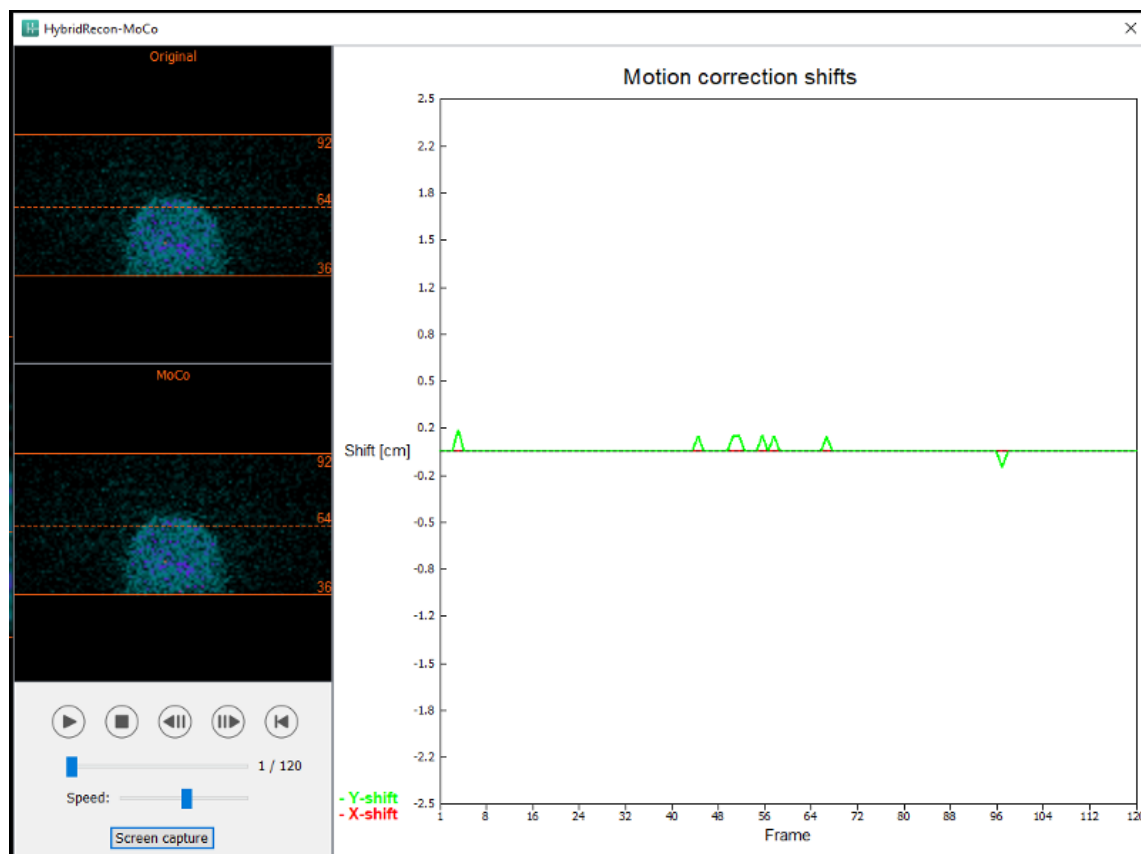 HybridRecon-MoCo
Original
92
64
36
MoCo
92
64
36
1 / 120
Speed:
Screen capture
Motion correction shifts
2.5
2.2
1.8
1.5
1.2
0.8
0.5
0.2
Shift [cm]
-0.2
-0.5
-0.8
-1.2
-1.5
-1.8
-2.2
-2.5
- Y-shift
- X-shift
1 8 16 24 32 40 48 56 64 72 80 88 96 104 112 120
Frame